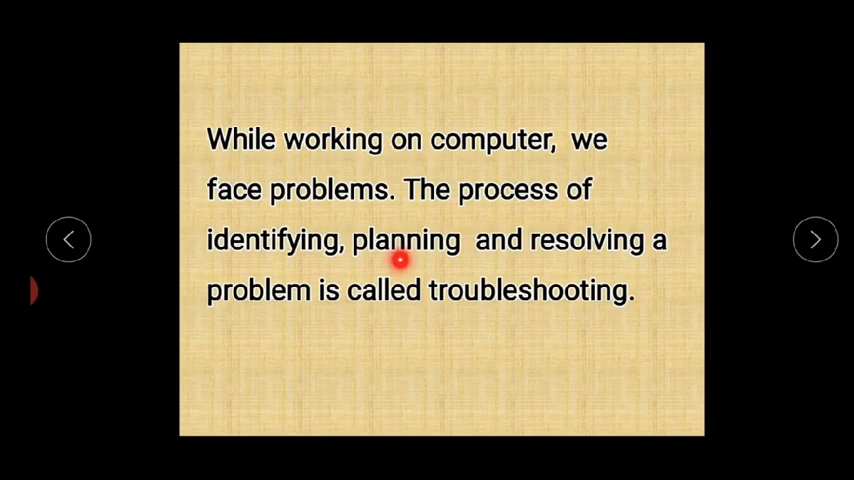 While working on computer, we
face problems. The process of
identifying, planning and resolving a
problem is called troubleshooting.